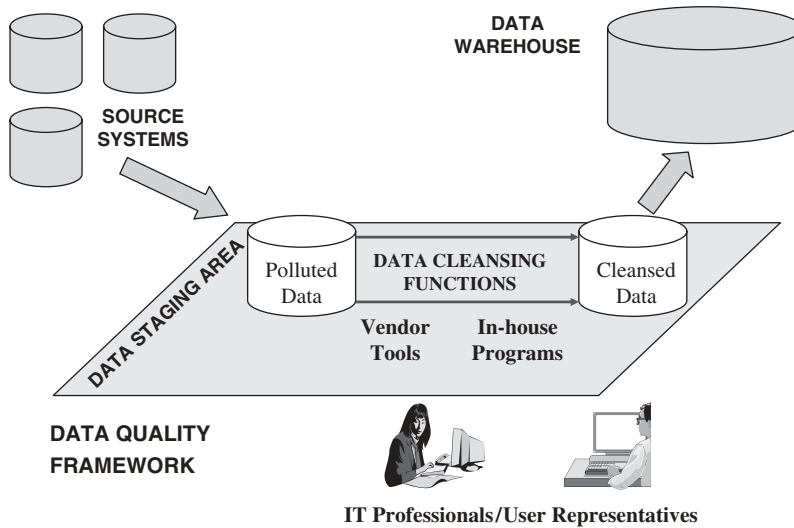 DATA
WAREHOUSE
SOURCE
SYSTEMS
DATA STAGING AREA
Polluted
Data
DATA CLEANSING
FUNCTIONS
Cleansed
Data
Vendor
Tools
In-house
Programs
DATA QUALITY
FRAMEWORK
IT Professionals/User Representatives